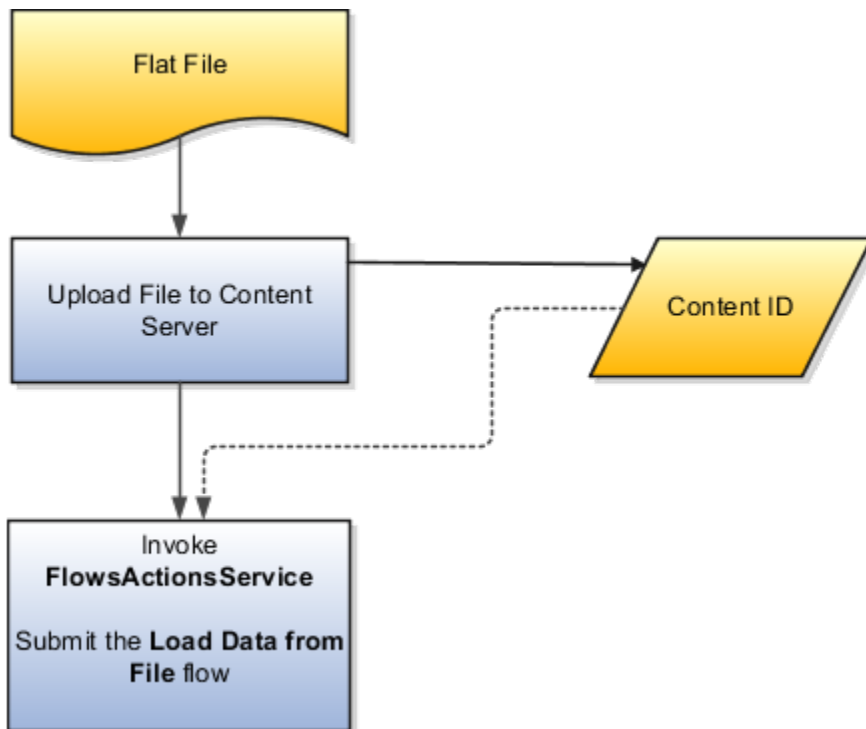 Flat File
Upload File to Content
Server
Content ID
Invoke
FlowsActionsService
Submit the Load Data from
File flow